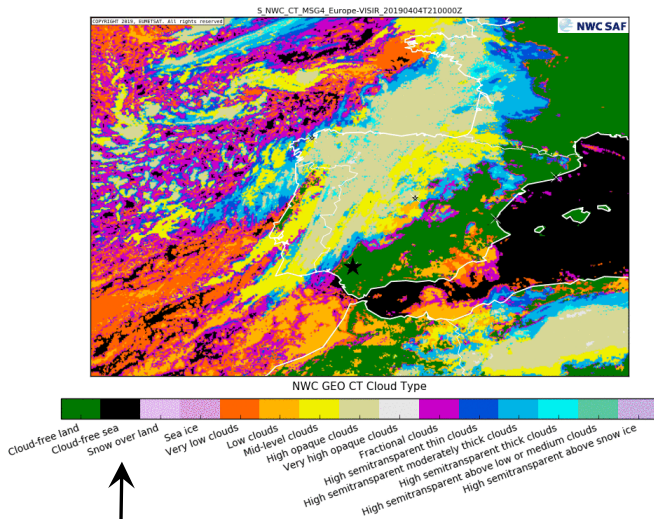 S_NWC_CT_MSG4_Europe-VISIR_20190404T210000Z
COPYRIGHT 2019, EUMETSAT. All rights reserved
NWC SAF
NWC GEO CT Cloud Type
Cloud-free land
Cloud-free sea
Snow over land
Sea ice
Very low clouds
Low clouds
Mid-level clouds
High opaque clouds
Very high opaque clouds
Fractional clouds
High semitransparent thin clouds
High semitransparent moderately thick clouds
High semitransparent thick clouds
High semitransparent above low or medium clouds
High semitransparent above snow ice